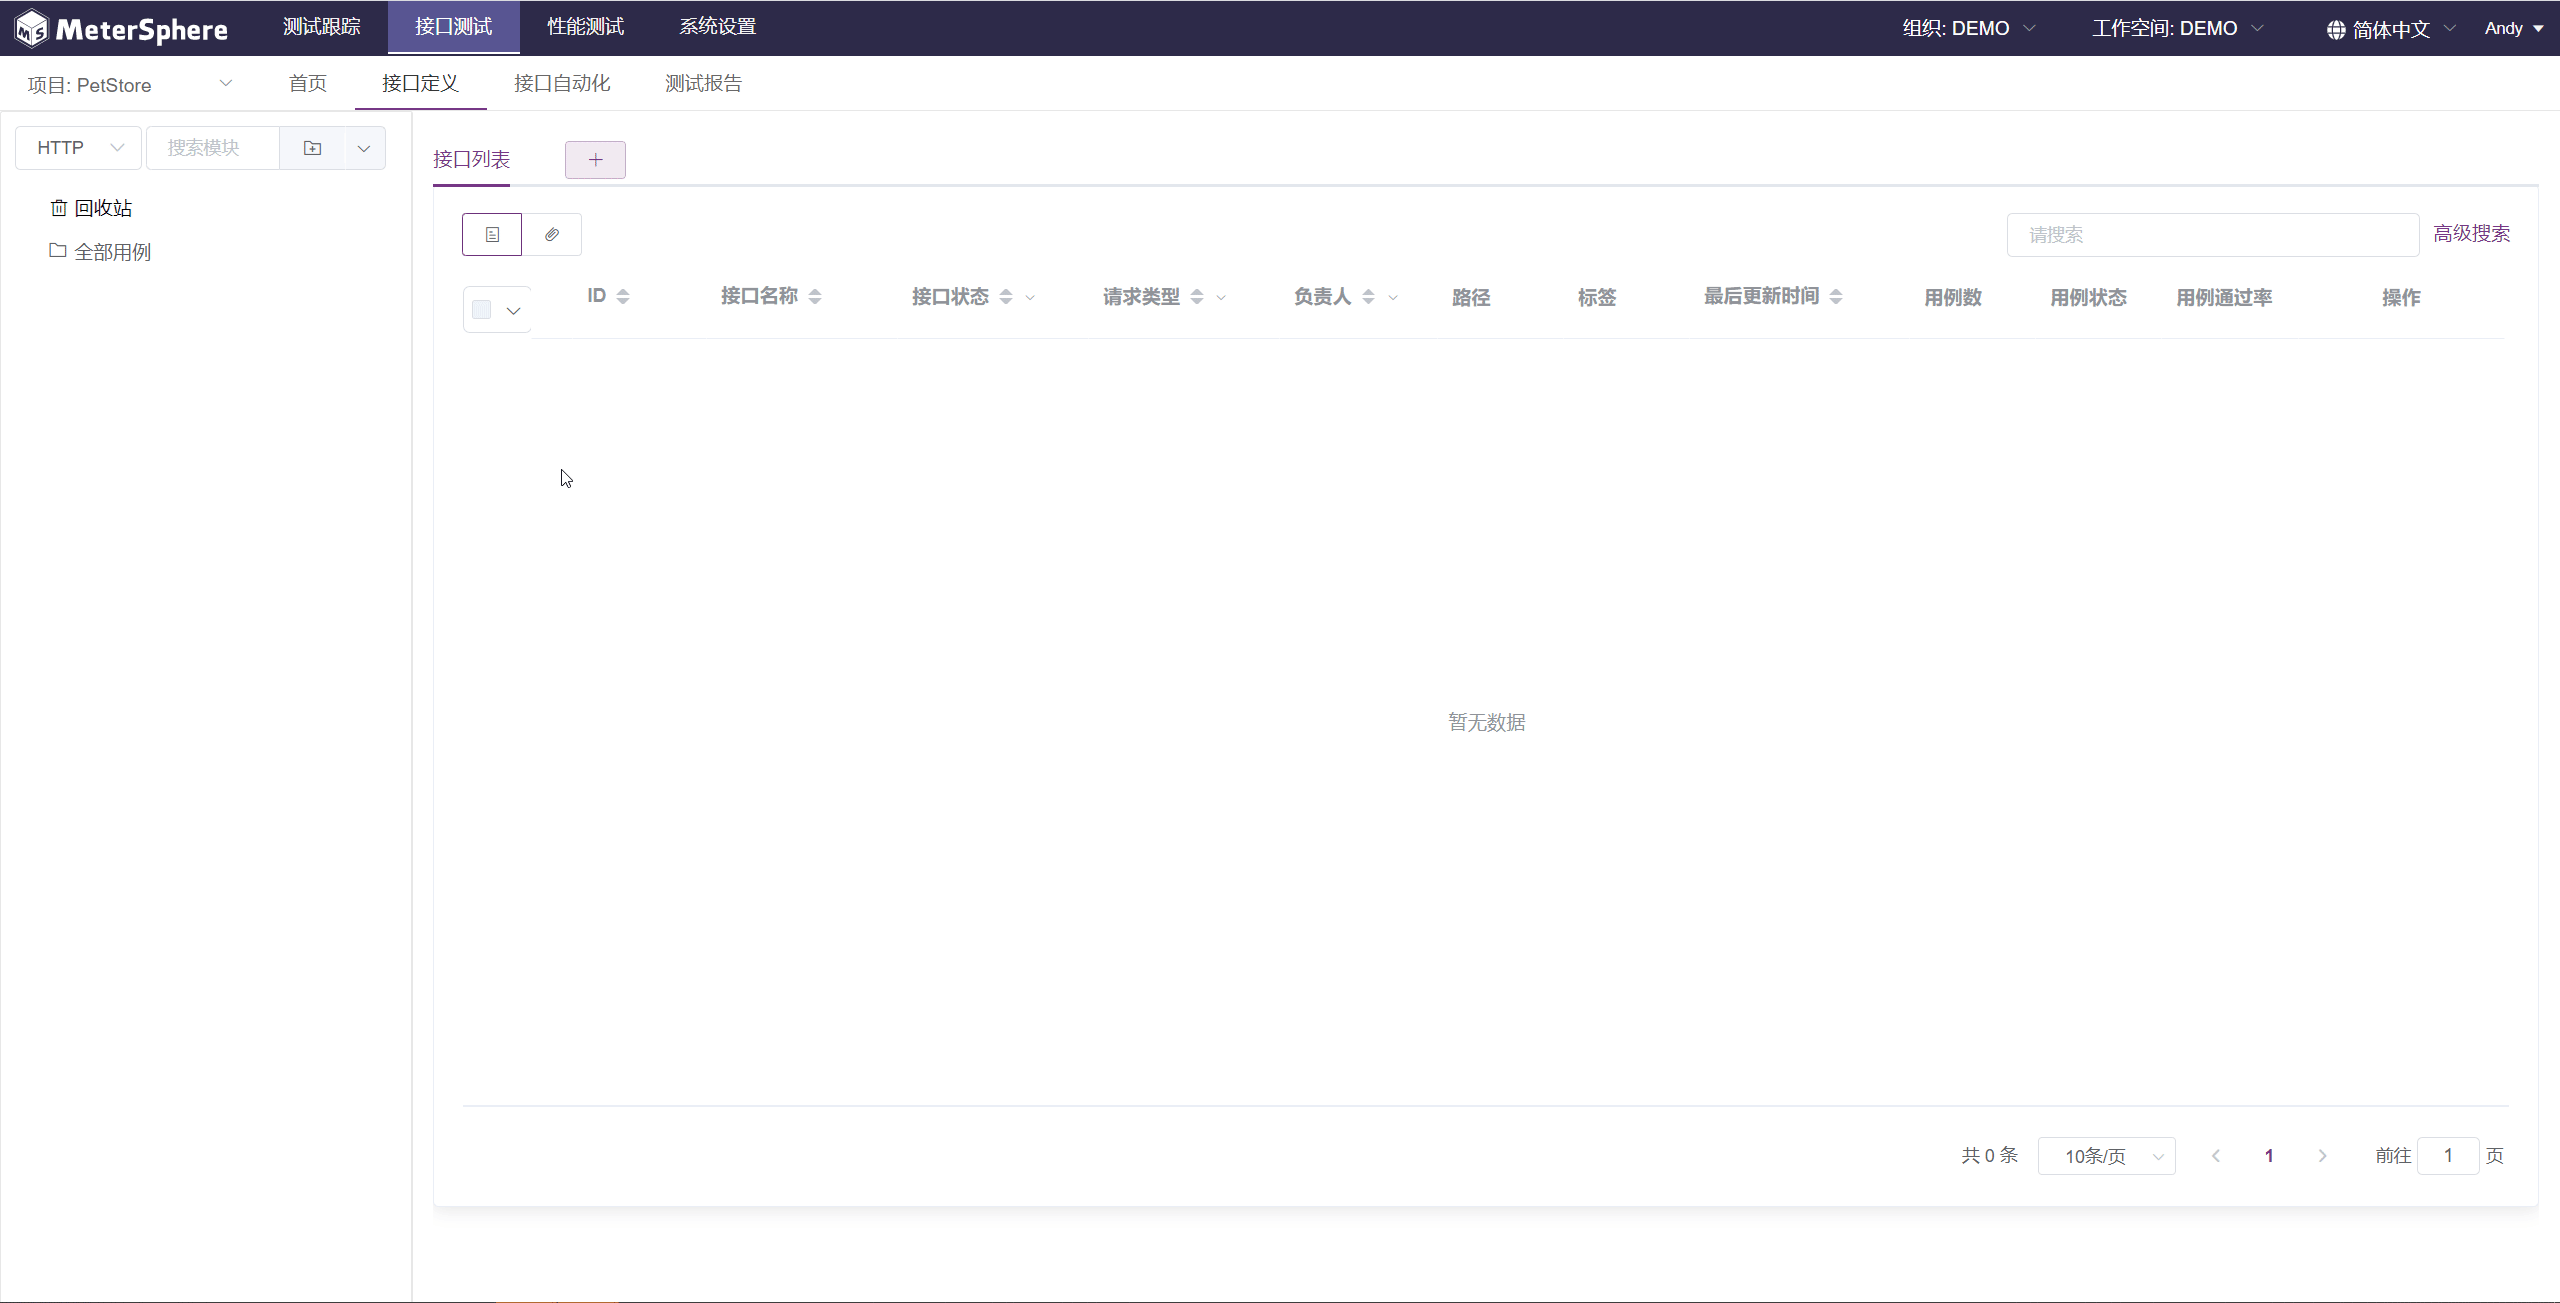 MeterSphere 测试跟踪 接口测试 性能测试 系统设置 组织: DEMO 工作空间: DEMO 简体中文 Andy
项目: PetStore 首页 接口定义 接口自动化 测试报告
HTTP 搜索模块
回收站
全部用例
接口列表
请搜索 高级搜索
ID 接口名称 接口状态 请求类型 负责人 路径 标签 最后更新时间 用例数 用例状态 用例通过率 操作
暂无数据
共 0 条 10条/页 1 前往 1 页